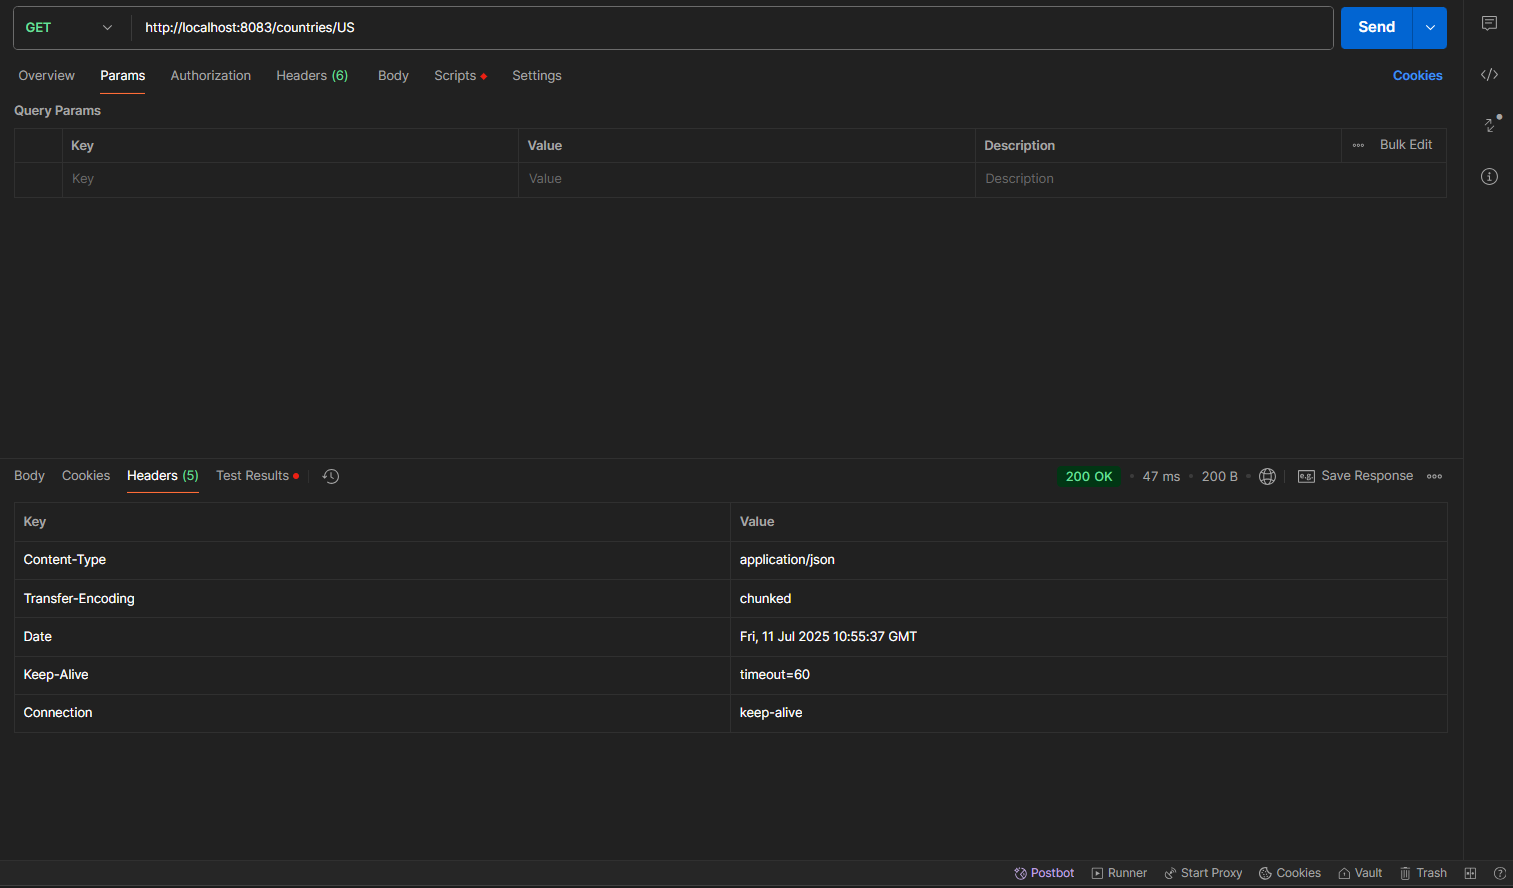 GET http://localhost:8083/countries/US Send
Overview Params Authorization Headers (6) Body Scripts Settings Cookies
Query Params
Key Value Description Bulk Edit
Key Value Description
Body Cookies Headers (5) Test Results 200 OK 47 ms 200 B e.g. Save Response
Key Value
Content-Type application/json
Transfer-Encoding chunked
Date Fri, 11 Jul 2025 10:55:37 GMT
Keep-Alive timeout=60
Connection keep-alive
Postbot Runner Start Proxy Cookies Vault Trash